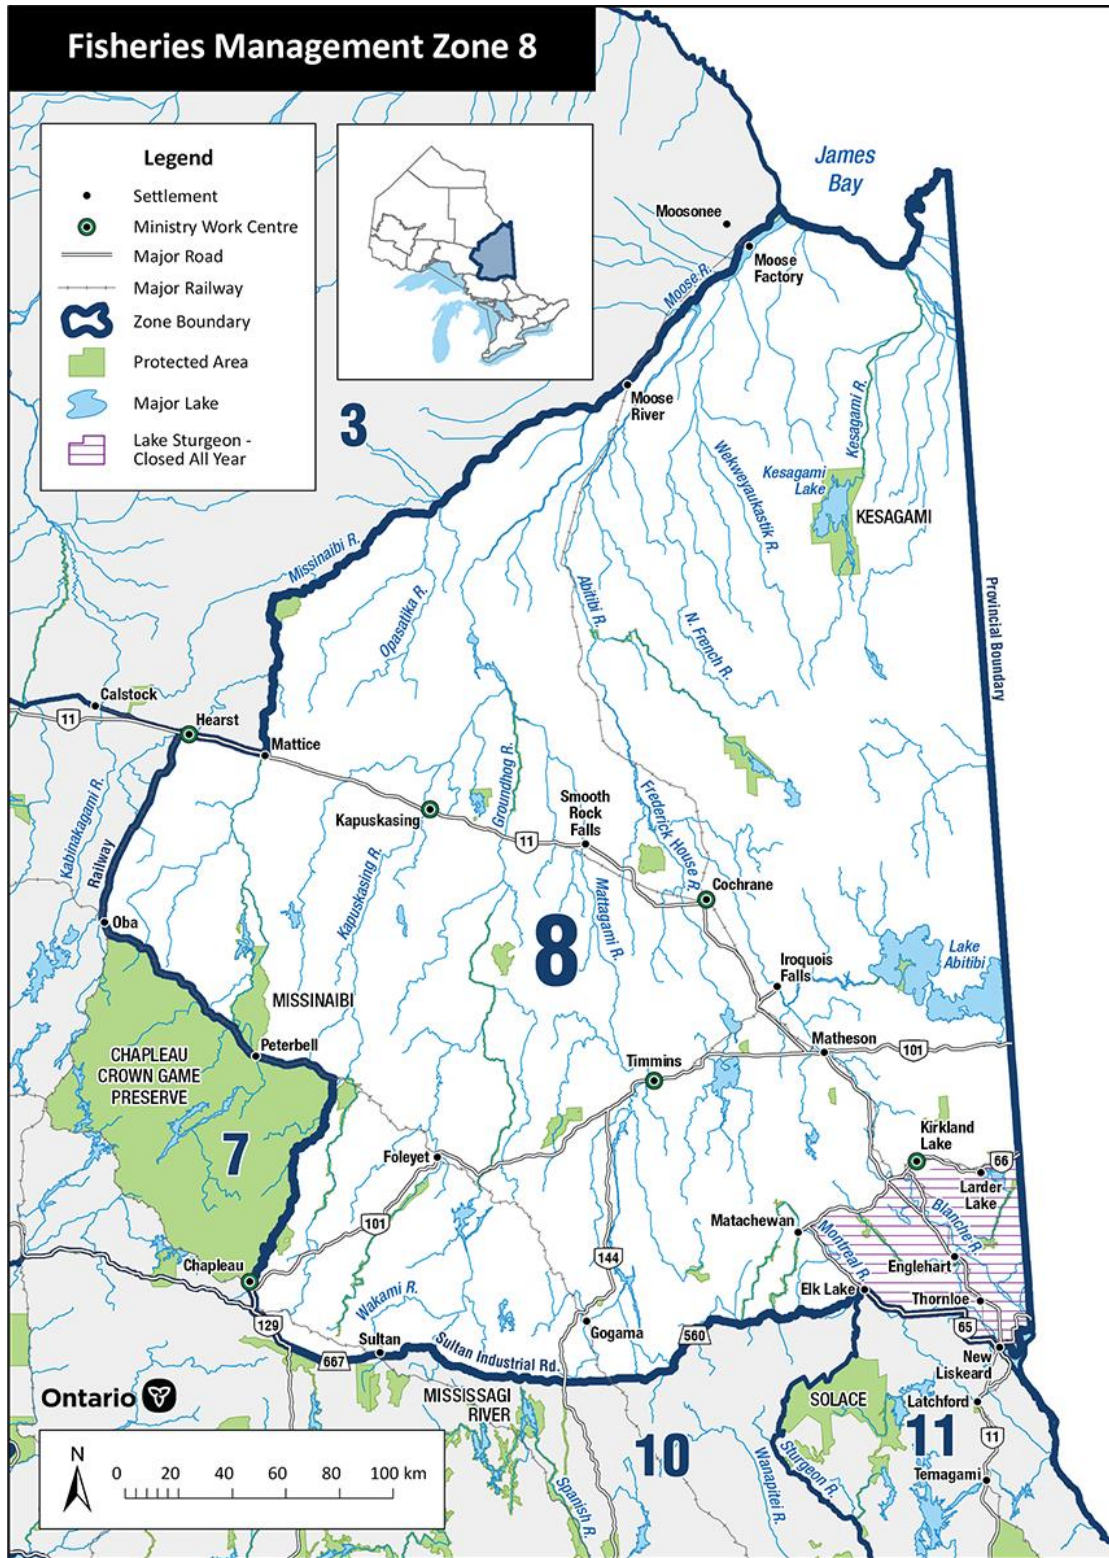 Fisheries Management Zone 8
Legend
Settlement
Ministry Work Centre
Major Road
Major Railway
Zone Boundary
Protected Area
Major Lake
Lake Sturgeon -
Closed All Year
James
Bay
Moosonee
Moose
Factory
Moose R.
Moose
River
3
Kesagami R.
Wekweyaukastik R.
Kesagami
Lake
KESAGAMI
Missinaibi R.
Opasatika R.
Abitibi R.
N. French R.
Provincial Boundary
Calstock
11
Hearst
Mattice
Kabinakagami R.
Railway
Kapuskasing
Groundhog R.
11
Smooth
Rock
Falls
Frederick House R.
Kapuskasing R.
Mattagami R.
Cochrane
Oba
8
Lake
Abitibi
Iroquois
Falls
MISSINAIBI
Peterbell
CHAPLEAU
CROWN GAME
PRESERVE
7
Timmins
Matheson
101
Kirkland
Lake
66
Larder
Lake
Foleyet
101
Matachewan
Blanche R.
Montreal R.
Englehart
144
Chapleau
Elk Lake
Thornloe
Wakami R.
129
65
Gogama
560
Sultan
667
Sultan Industrial Rd.
New
Liskeard
Ontario
MISSISSAGI
RIVER
SOLACE
Latchford
11
11
10
Temagami
Spanish R.
Wanapitei R.
Sturgeon R.
N
0 20 40 60 80 100 km